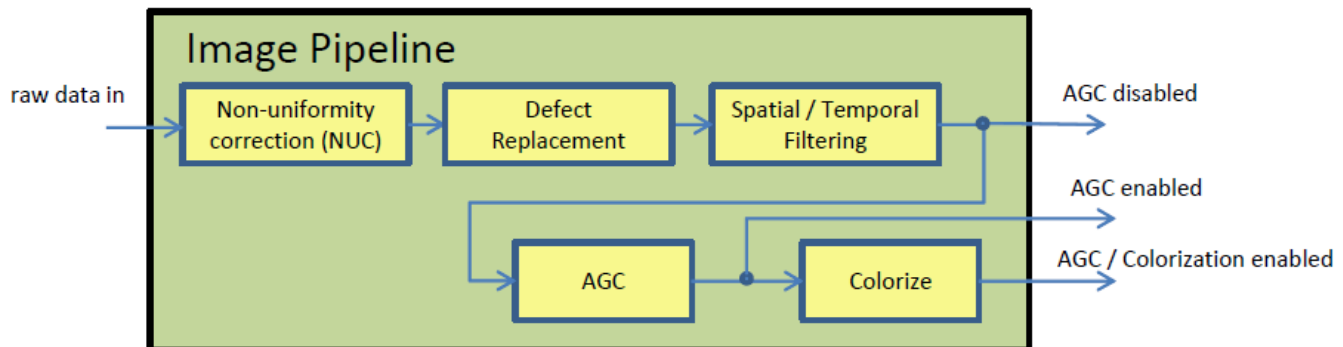 Image Pipeline
raw data in
Non-uniformity
correction (NUC)
Defect
Replacement
Spatial / Temporal
Filtering
AGC disabled
AGC enabled
AGC
Colorize
AGC / Colorization enabled